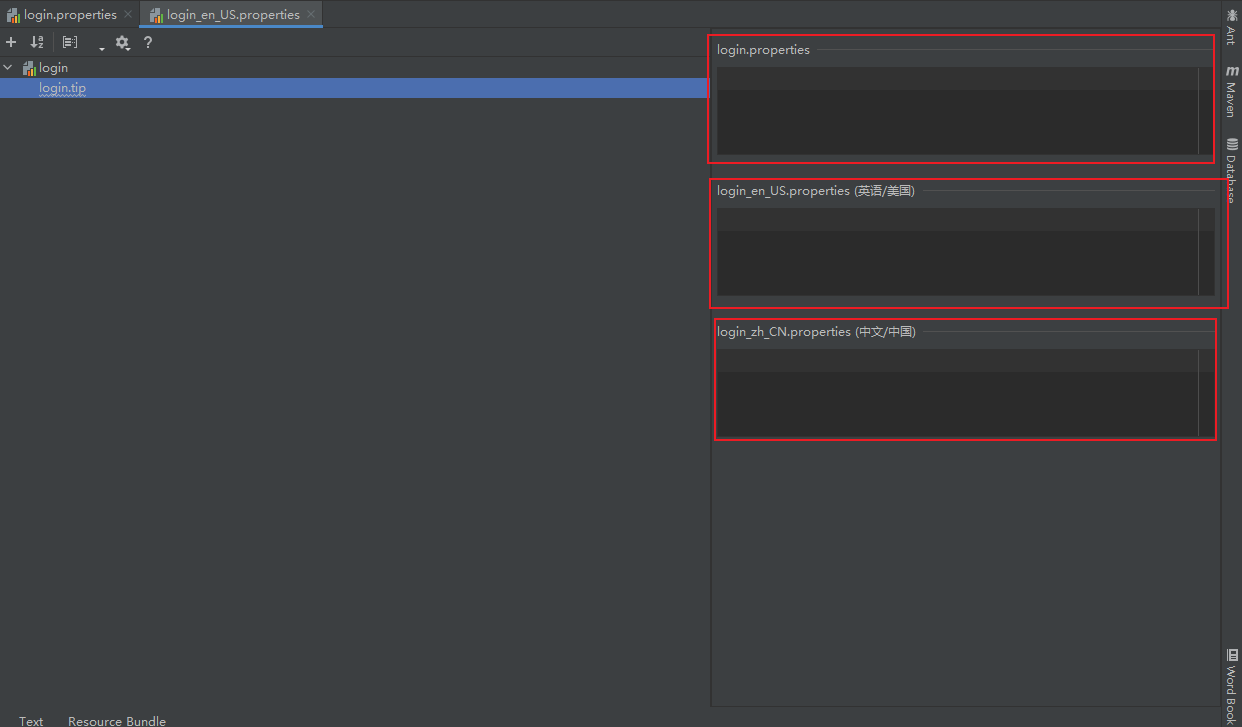 login.properties
login_en_US.properties
?
login
login.tip
login.properties
login_en_US.properties (英语/美国)
login_zh_CN.properties (中文/中国)
Ant
m
Maven
Database
Word Book
Text
Resource Bundle